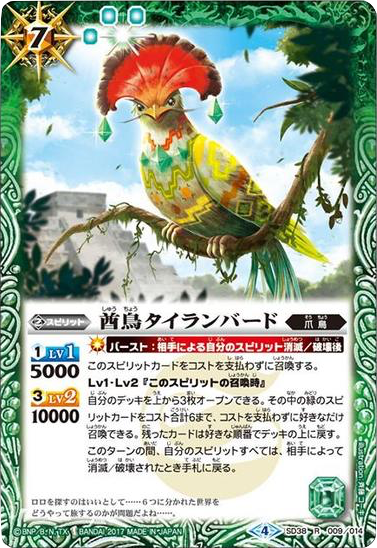 7
酉鳥タイランバード
②スピリット
爪鳥
1 LV1
5000
3 LV2
10000
バースト：相手による自分のスピリット消滅／破壊後
このスピリットカードをコストを支払わずに召喚する。
Lv1・Lv2『このスピリットの召喚時』
自分のデッキを上から3枚オープンできる。その中の緑のスピ
リットカードをコスト合計6まで、コストを支払わずに好きなだけ
召喚できる。残ったカードは好きな順番でデッキの上に戻す。
このターンの間、自分のスピリットすべては、相手によって
消滅／破壊されたとき手札に戻る。
ロロを探すのはいいとして……６つに分かれた世界を
どうやって旅するのかが問題だよね……。
©BNP/B・N, TX BANDAI 2017 MADE IN JAPAN
4
SD38 R 009/014